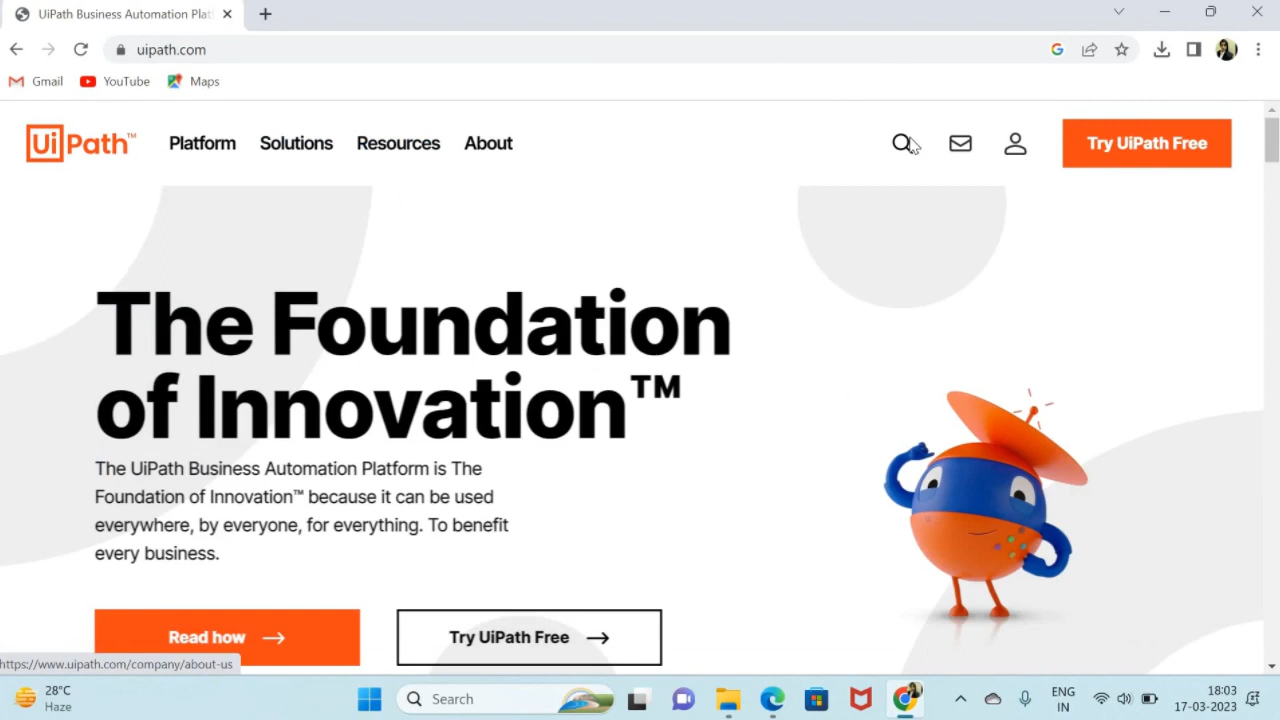 UiPath Business Automation Plat
uipath.com
Gmail YouTube Maps
UiPath™ Platform Solutions Resources About Try UiPath Free
The Foundation
of Innovation™
The UiPath Business Automation Platform is The
Foundation of Innovation™ because it can be used
everywhere, by everyone, for everything. To benefit
every business.
Read how → Try UiPath Free →
https://www.uipath.com/company/about-us
28°C
Haze
Search
ENG
IN
18:03
17-03-2023